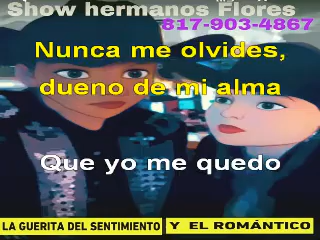 Show hermanos Flores
817-903-4867
Nunca me olvides,
dueno de mi alma
Que yo me quedo
LA GUERITA DEL SENTIMIENTO Y EL ROMÁNTICO